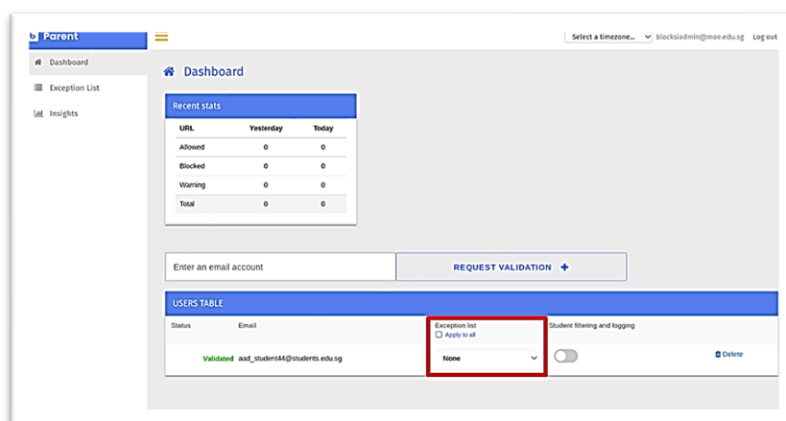 b Parent
Select a timezone... blocksiadmin@moe.edu.sg Log out
Dashboard
Exception List
Insights
Dashboard
Recent stats
URL Yesterday Today
Allowed 0 0
Blocked 0 0
Warning 0 0
Total 0 0
Enter an email account REQUEST VALIDATION +
USERS TABLE
Status Email Exception list Student filtering and logging
Apply to all
Validated aad_student44@students.edu.sg None Delete